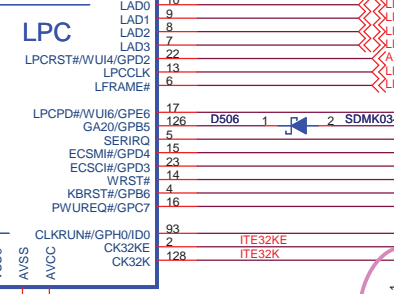 LAD0 10
LAD1 9
LPC LAD2 8
LAD3 7
LPCRST#/WUI4/GPD2 22
LPCCLK 13
LFRAME# 6
LPCPD#/WUI6/GPE6 17
GA20/GPB5 126 D506 1 2 SDMK03
SERIRQ 5
ECSMI#/GPD4 15
ECSCI#/GPD3 23
WRST# 14
KBRST#/GPB6 4
PWUREQ#/GPC7 16
CLKRUN#/GPH0/ID0 93
CK32KE 2 ITE32KE
CK32K 128 ITE32K
AVSS
AVCC